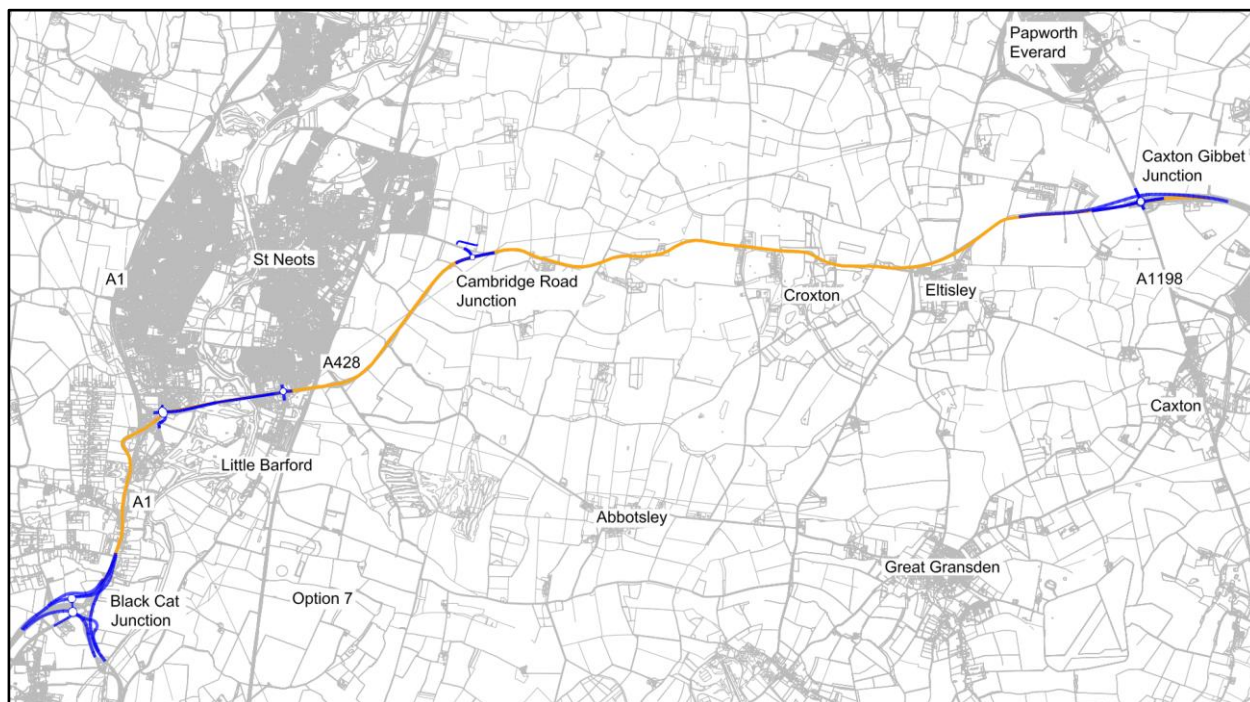 Papworth
Everard
Caxton Gibbet
Junction
A1
St Neots
Cambridge Road
Junction
Croxton
Eltisley
A1198
A428
Caxton
Little Barford
A1
Abbotsley
Great Gransden
Black Cat
Junction
Option 7